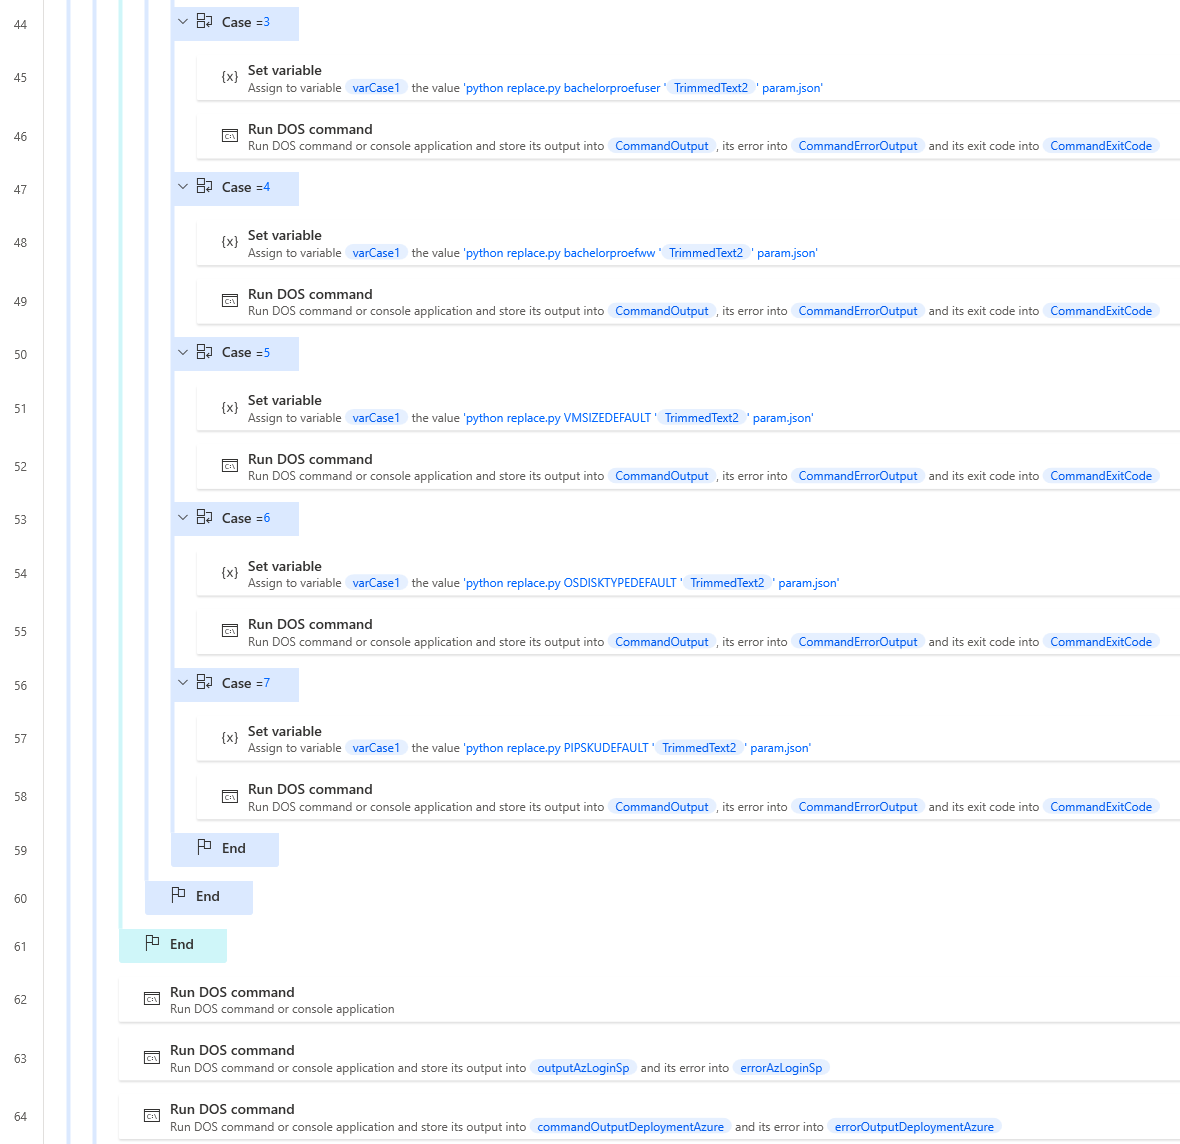 44 Case =3
45 Set variable
Assign to variable varCase1 the value 'python replace.py bachelorproefuser ' TrimmedText2 ' param.json'
46 Run DOS command
Run DOS command or console application and store its output into CommandOutput , its error into CommandErrorOutput and its exit code into CommandExitCode
47 Case =4
48 Set variable
Assign to variable varCase1 the value 'python replace.py bachelorproefww ' TrimmedText2 ' param.json'
49 Run DOS command
Run DOS command or console application and store its output into CommandOutput , its error into CommandErrorOutput and its exit code into CommandExitCode
50 Case =5
51 Set variable
Assign to variable varCase1 the value 'python replace.py VMSIZEDEFAULT ' TrimmedText2 ' param.json'
52 Run DOS command
Run DOS command or console application and store its output into CommandOutput , its error into CommandErrorOutput and its exit code into CommandExitCode
53 Case =6
54 Set variable
Assign to variable varCase1 the value 'python replace.py OSDISKTYPEDEFAULT ' TrimmedText2 ' param.json'
55 Run DOS command
Run DOS command or console application and store its output into CommandOutput , its error into CommandErrorOutput and its exit code into CommandExitCode
56 Case =7
57 Set variable
Assign to variable varCase1 the value 'python replace.py PIPSKUDEFAULT ' TrimmedText2 ' param.json'
58 Run DOS command
Run DOS command or console application and store its output into CommandOutput , its error into CommandErrorOutput and its exit code into CommandExitCode
59 End
60 End
61 End
62 Run DOS command
Run DOS command or console application
63 Run DOS command
Run DOS command or console application and store its output into outputAzLoginSp and its error into errorAzLoginSp
64 Run DOS command
Run DOS command or console application and store its output into commandOutputDeploymentAzure and its error into errorOutputDeploymentAzure